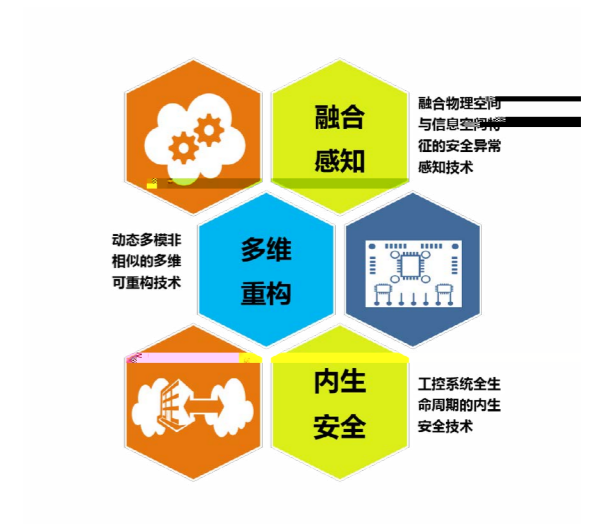 融合
感知
融合物理空间
与信息空间特
征的安全异常
感知技术
动态多模非
相似的多维
可重构技术
多维
重构
内生
安全
工控系统全生
命周期的内生
安全技术